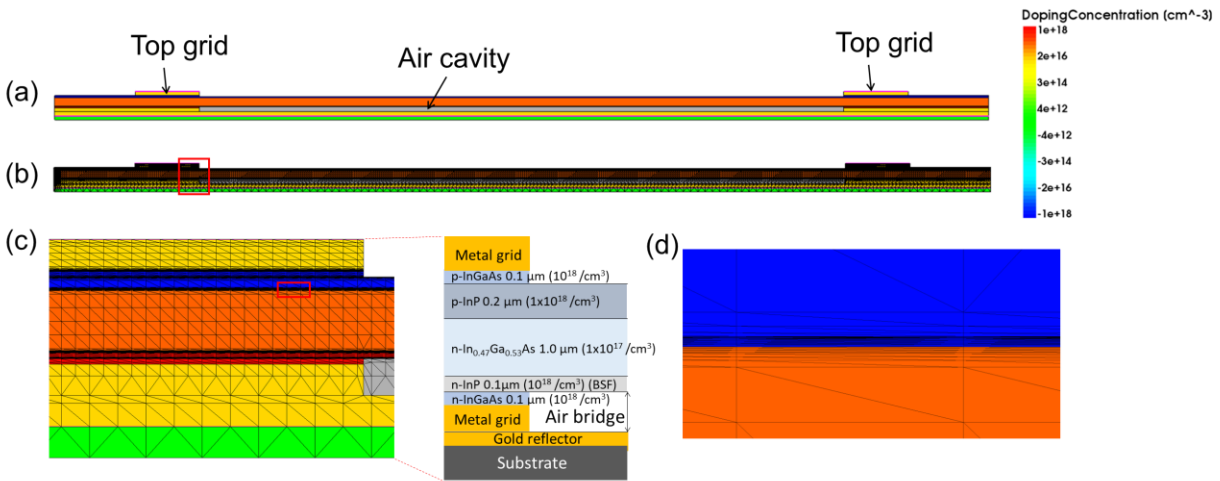 DopingConcentration (cm^-3)
1e+18
2e+16
3e+14
4e+12
-4e+12
-3e+14
-2e+16
-1e+18
Top grid
Air cavity
Top grid
(a)
(b)
(c)
Metal grid
p-InGaAs 0.1 µm (10¹⁸/cm³)
p-InP 0.2 µm (1x10¹⁸/cm³)
n-In₀.₄₇Ga₀.₅₃As 1.0 µm (1x10¹⁷/cm³)
n-InP 0.1µm (10¹⁸/cm³) (BSF)
n-InGaAs 0.1 µm (10¹⁸/cm³)
Air bridge
Metal grid
Gold reflector
Substrate
(d)